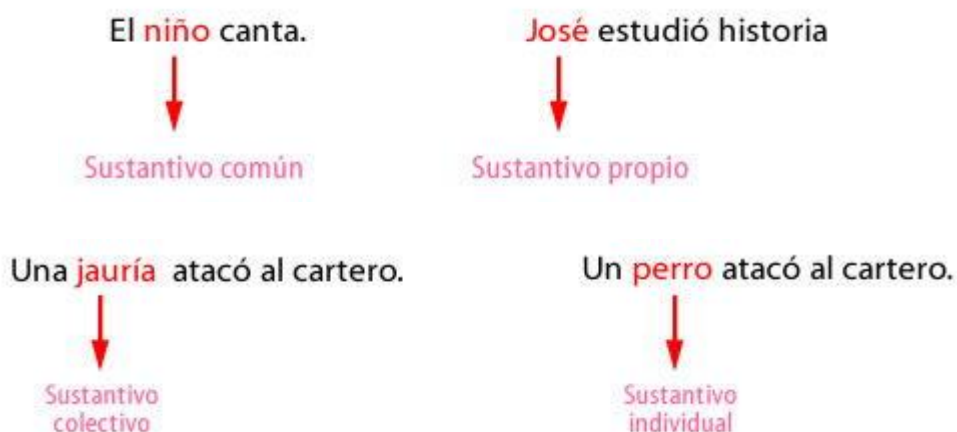 El niño canta.
José estudió historia
Sustantivo común
Sustantivo propio
Una jauría atacó al cartero.
Un perro atacó al cartero.
Sustantivo
colectivo
Sustantivo
individual